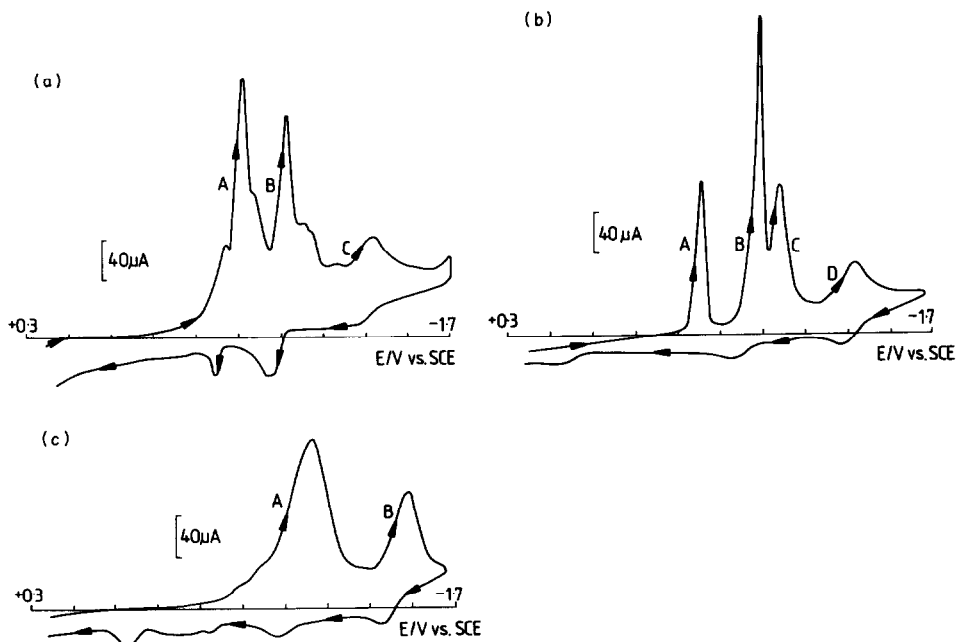 (a)
A
B
C
40μA
+0·3
-1·7
E/V vs. SCE
(b)
A
B
C
D
40μA
+0·3
-1·7
E/V vs. SCE
(c)
A
B
40μA
+0·3
-1·7
E/V vs. SCE